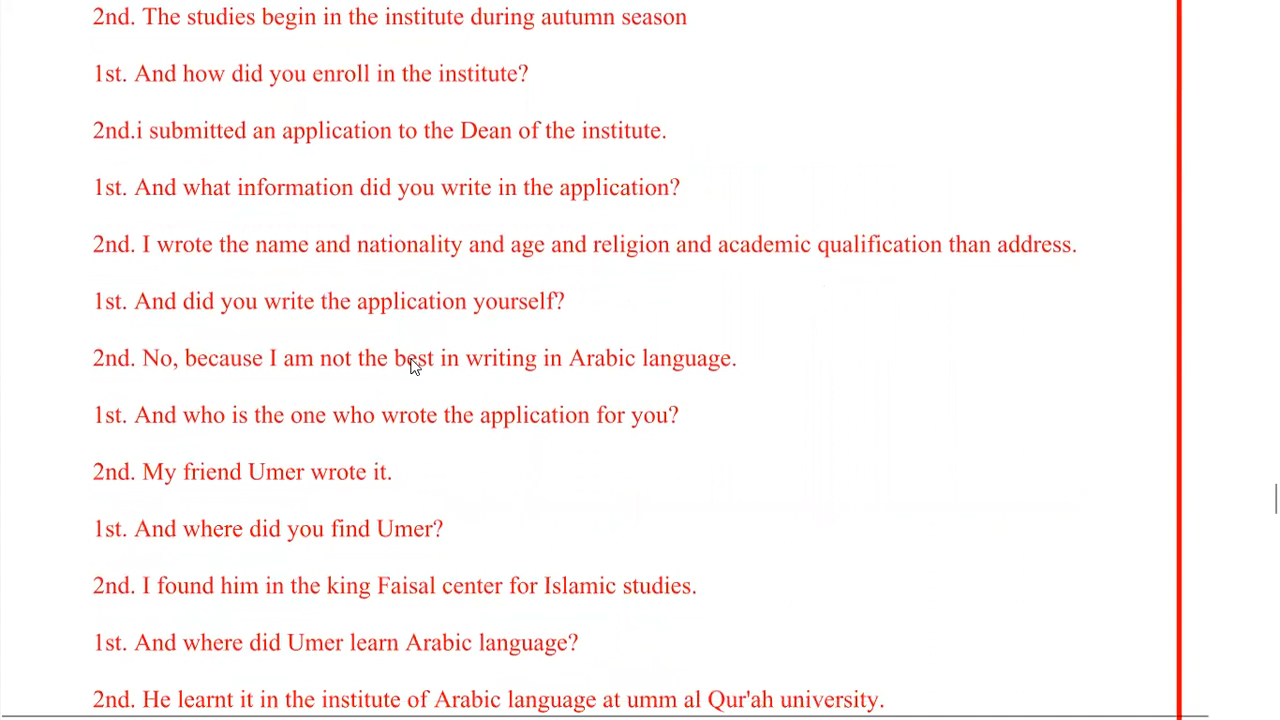 2nd. The studies begin in the institute during autumn season
1st. And how did you enroll in the institute?
2nd.i submitted an application to the Dean of the institute.
1st. And what information did you write in the application?
2nd. I wrote the name and nationality and age and religion and academic qualification than address.
1st. And did you write the application yourself?
2nd. No, because I am not the best in writing in Arabic language.
1st. And who is the one who wrote the application for you?
2nd. My friend Umer wrote it.
1st. And where did you find Umer?
2nd. I found him in the king Faisal center for Islamic studies.
1st. And where did Umer learn Arabic language?
2nd. He learnt it in the institute of Arabic language at umm al Qur'ah university.